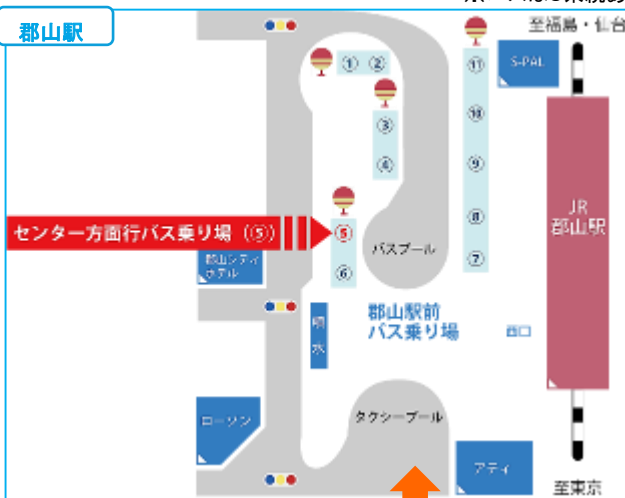 郡山駅
至福島・仙台
S-PAL
① ②
⑪
③
⑩
④
⑨
JR
郡山駅
センター方面行バス乗り場（⑤）
⑤
⑧
バスプール
郡山シティ
ホテル
⑥
⑦
郡山駅前
バス乗り場
西口
噴
水
ローソン
タクシープール
アティ
至東京